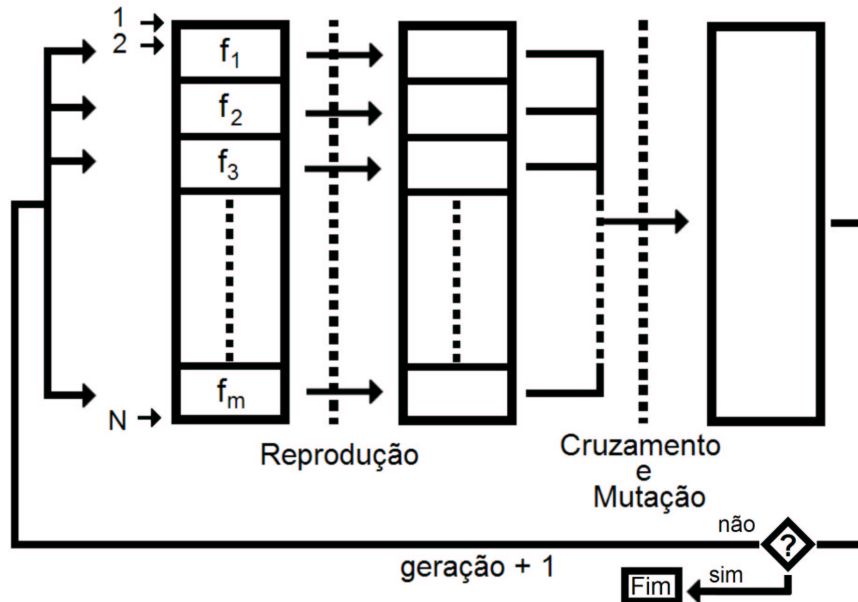 1
2
f1
f2
f3
fm
N
Reprodução
Cruzamento
e
Mutação
não
?
geração + 1
sim
Fim